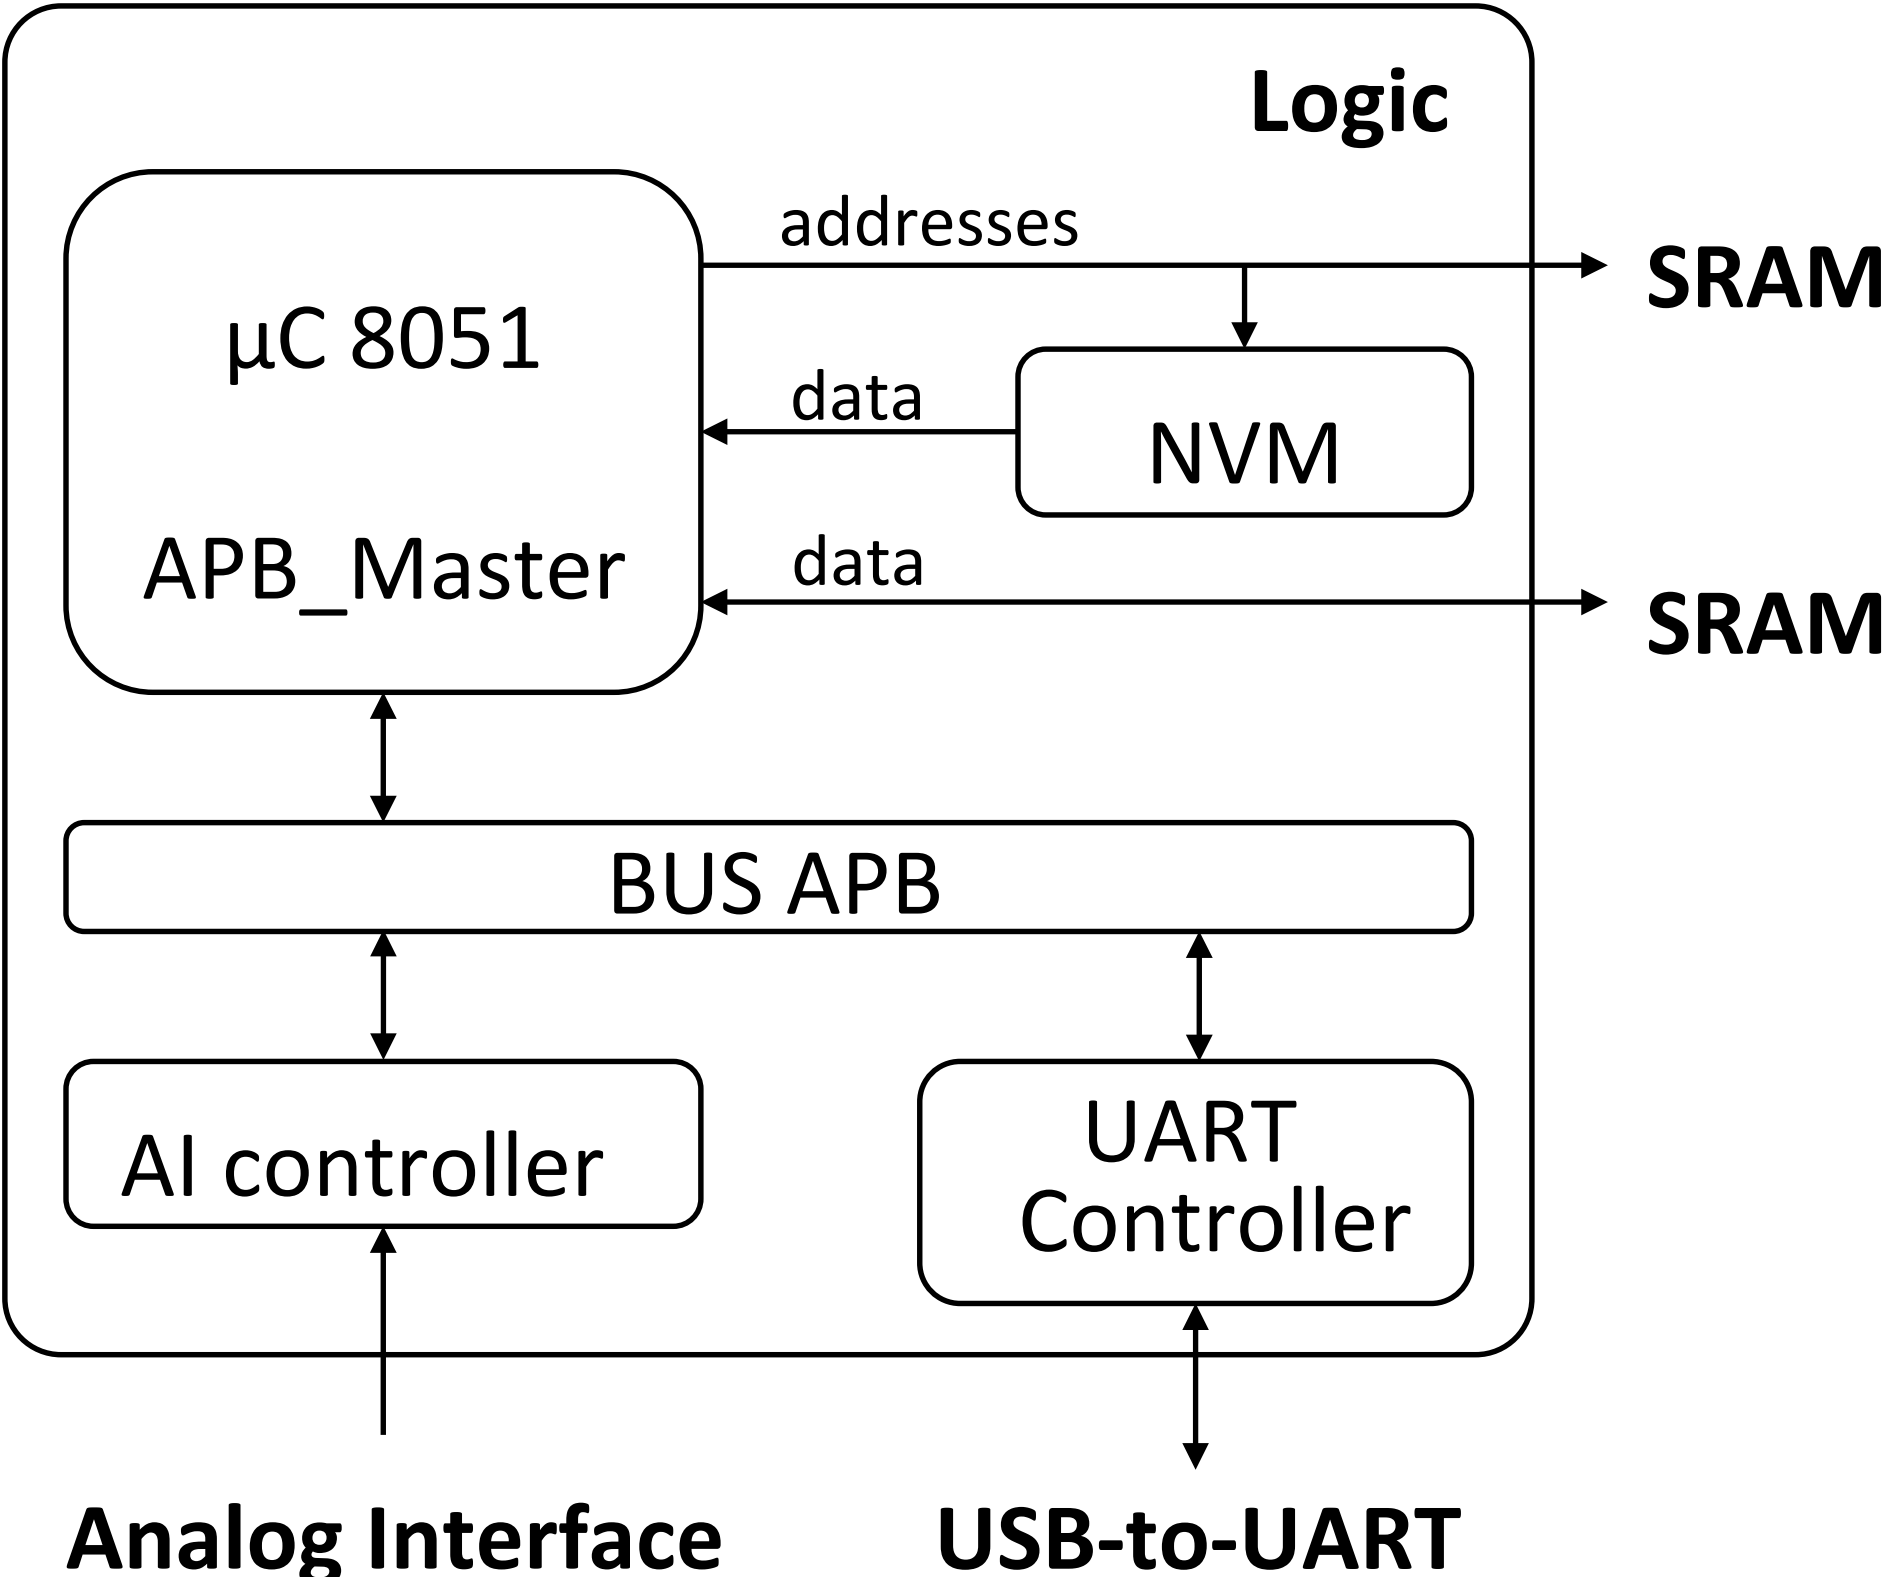 Logic
addresses
SRAM
µC 8051
data
NVM
APB_Master
data
SRAM
BUS APB
AI controller
UART
Controller
Analog Interface
USB-to-UART